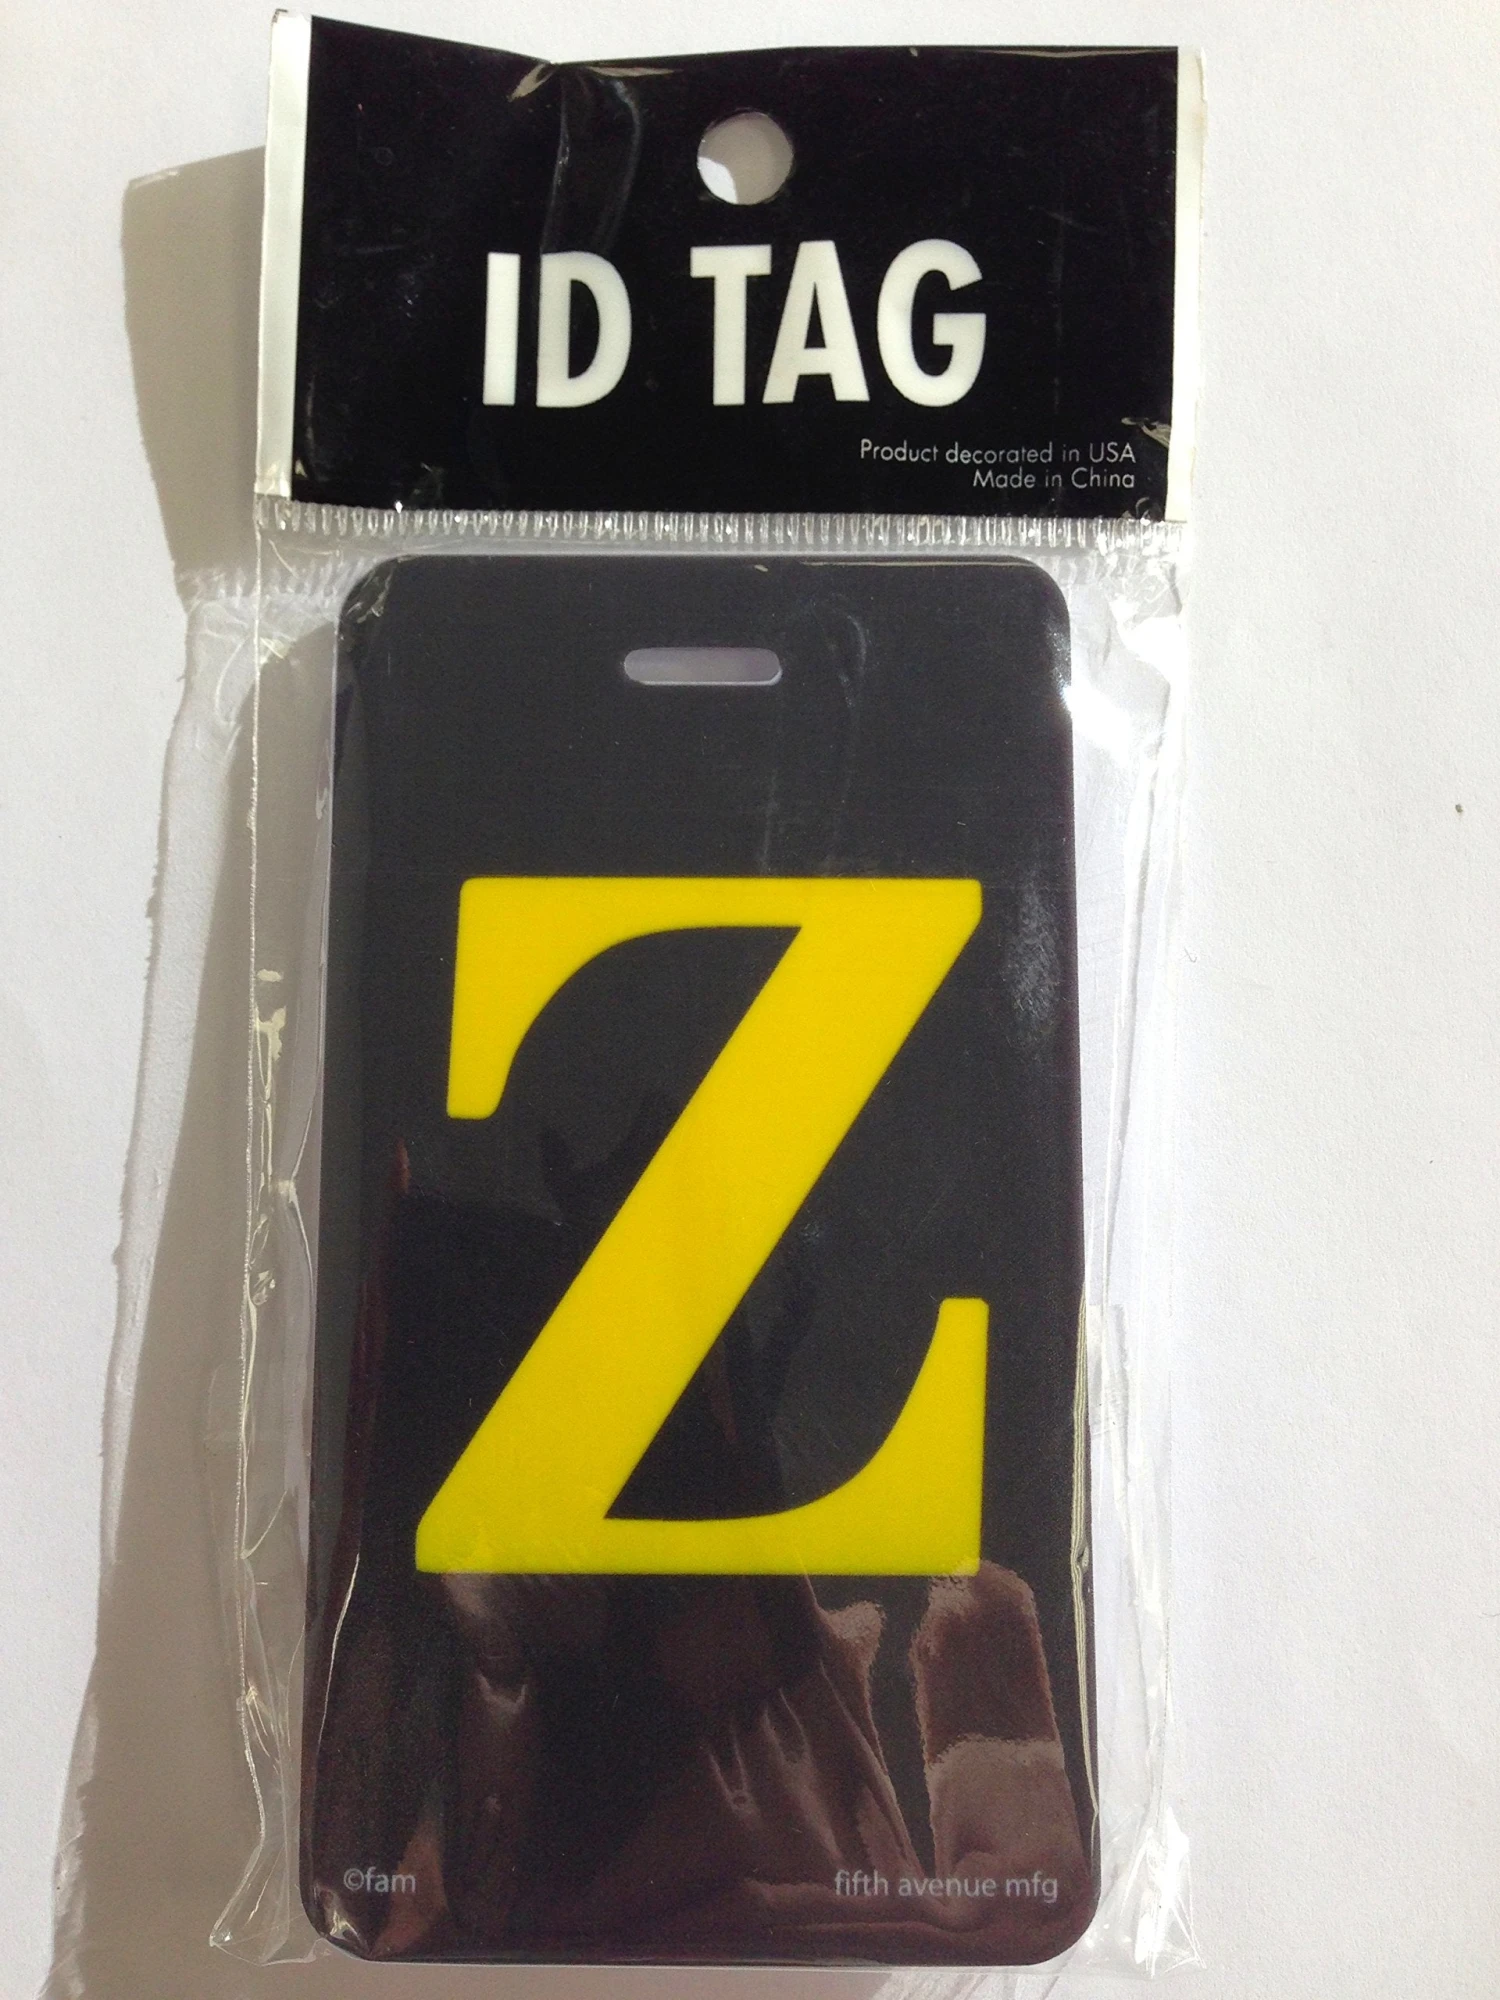 ID TAG
Product decorated in USA
Made in China
Z
©fam
fifth avenue mfg